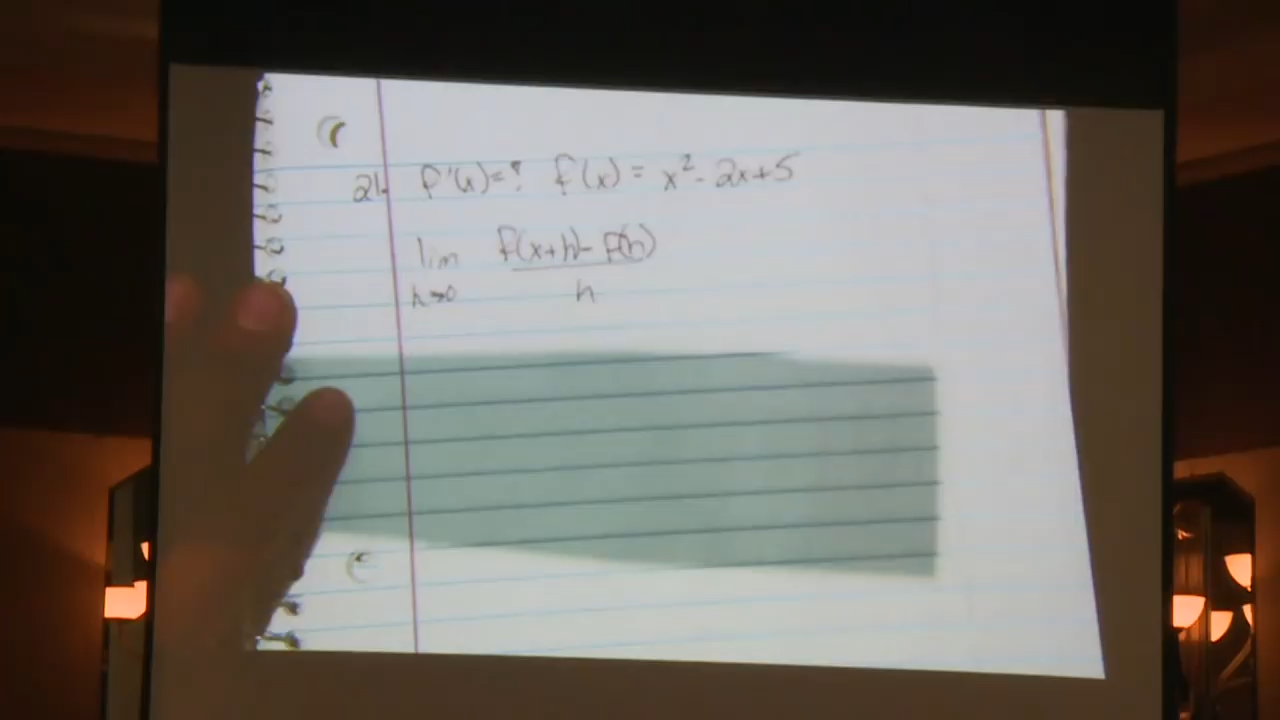 21. f'(x)=? f(x) = x² - 2x+5
lim f(x+h) - f(h)
h→0 h